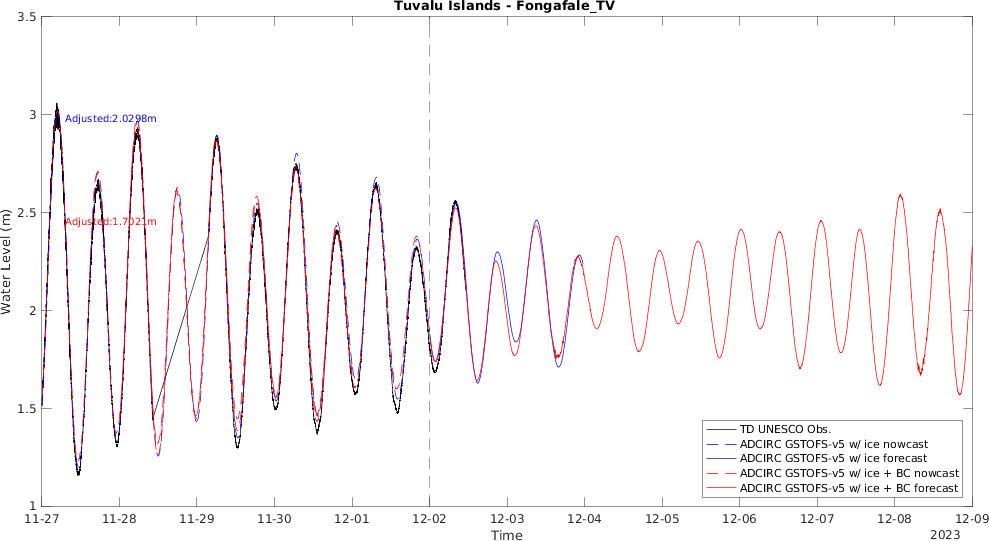 Tuvalu Islands - Fongafale_TV
Water Level (m)
3.5
3
2.5
2
1.5
1
Adjusted:2.0298m
Adjusted:1.7021m
TD UNESCO Obs.
ADCIRC GSTOFS-v5 w/ ice nowcast
ADCIRC GSTOFS-v5 w/ ice forecast
ADCIRC GSTOFS-v5 w/ ice + BC nowcast
ADCIRC GSTOFS-v5 w/ ice + BC forecast
11-27 11-28 11-29 11-30 12-01 12-02 12-03 12-04 12-05 12-06 12-07 12-08 12-09
Time
2023